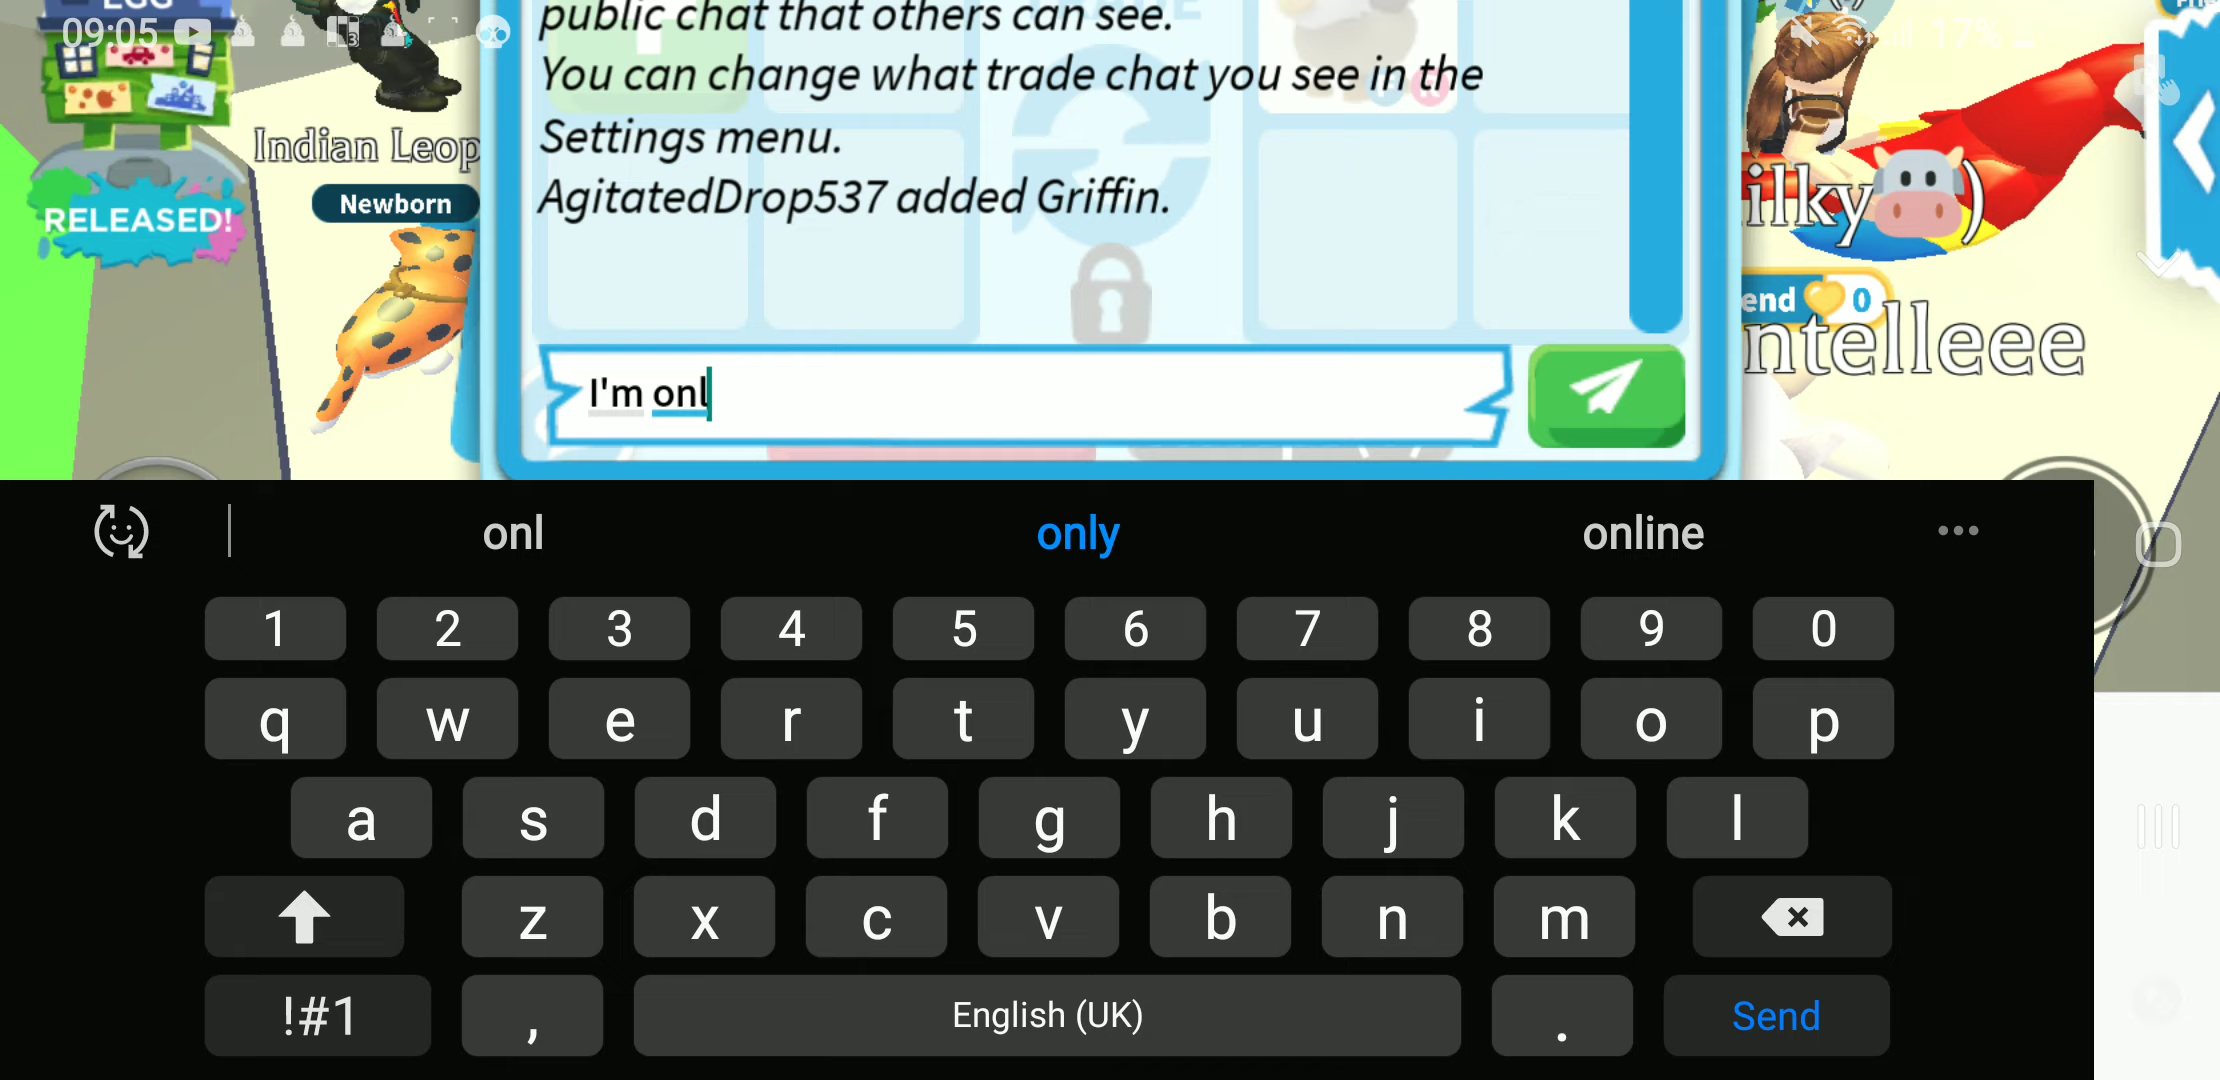 EGG
09:05
17%
public chat that others can see.
You can change what trade chat you see in the
Settings menu.
AgitatedDrop537 added Griffin.
Indian Leop
Newborn
RELEASED!
ilky🐮)
end 💛 0
ntelleee
I'm onl
onl only online •••
1 2 3 4 5 6 7 8 9 0
q w e r t y u i o p
a s d f g h j k l
z x c v b n m
!#1 , English (UK) . Send